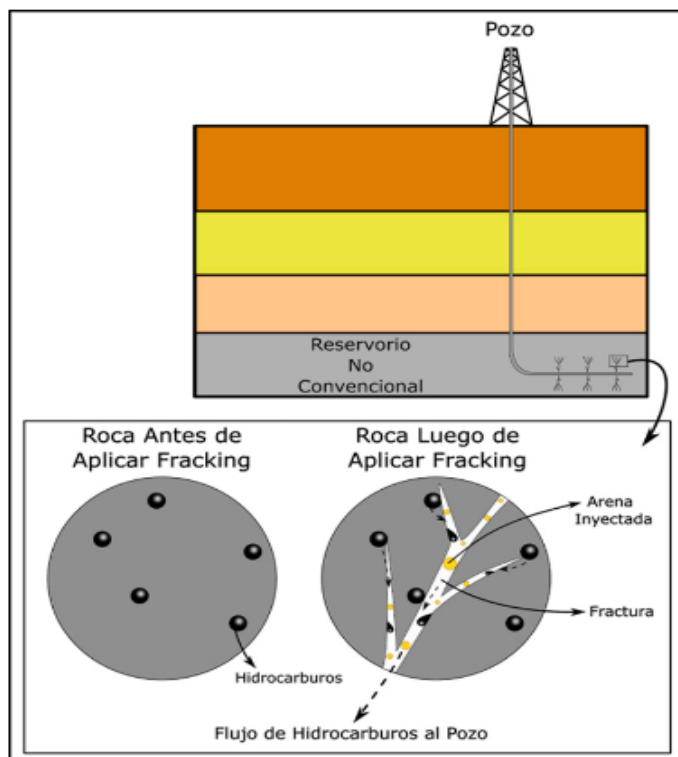 Pozo
Reservorio
No
Convencional
Roca Antes de
Aplicar Fracking
Roca Luego de
Aplicar Fracking
Arena
Inyectada
Fractura
Hidrocarburos
Flujo de Hidrocarburos al Pozo